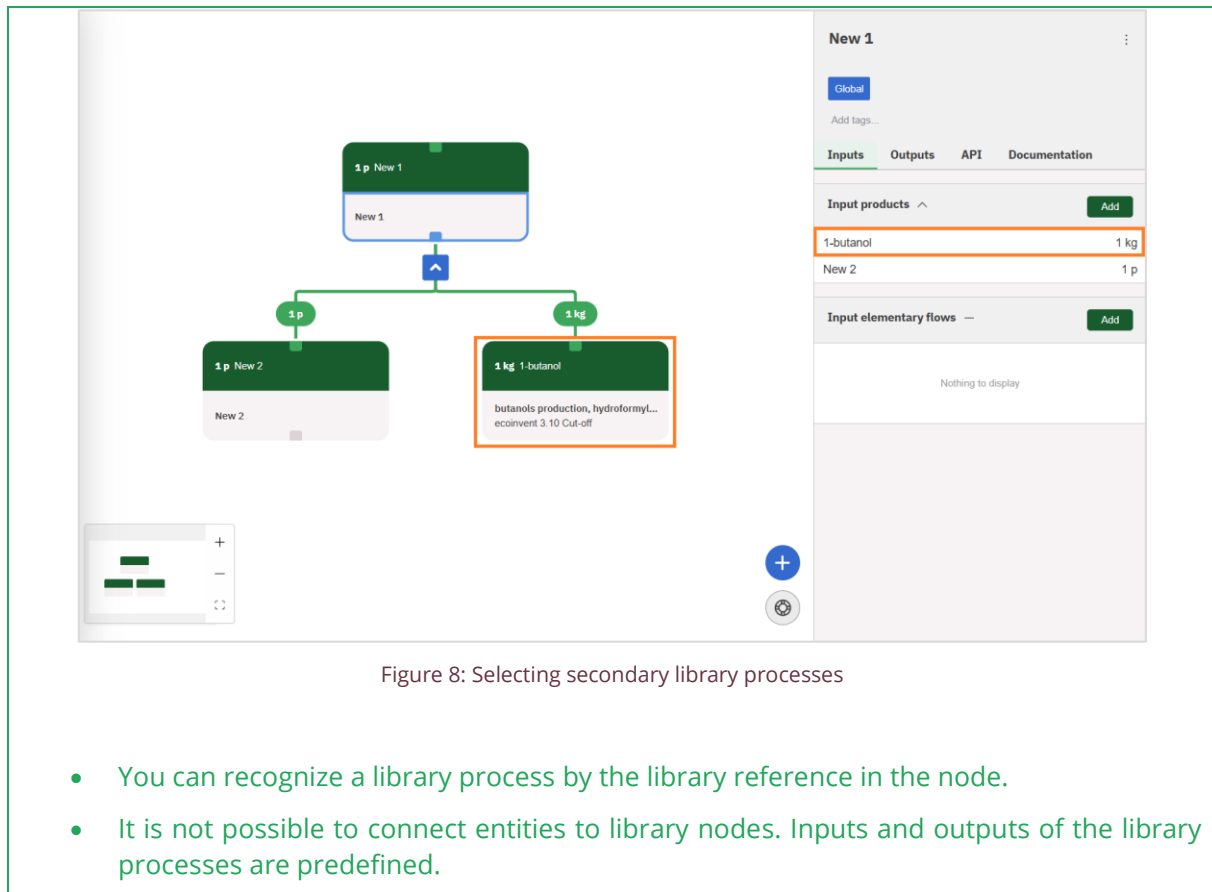 New 1
Global
Add tags...
Inputs Outputs API Documentation
Input products Add
1-butanol 1 kg
New 2 1 p
Input elementary flows Add
Nothing to display
1 p New 1
New 1
1 p
1 kg
1 p New 2
New 2
1 kg 1-butanol
butanols production, hydroformyl...
ecoinvent 3.10 Cut-off
Figure 8: Selecting secondary library processes
• You can recognize a library process by the library reference in the node.
• It is not possible to connect entities to library nodes. Inputs and outputs of the library
processes are predefined.